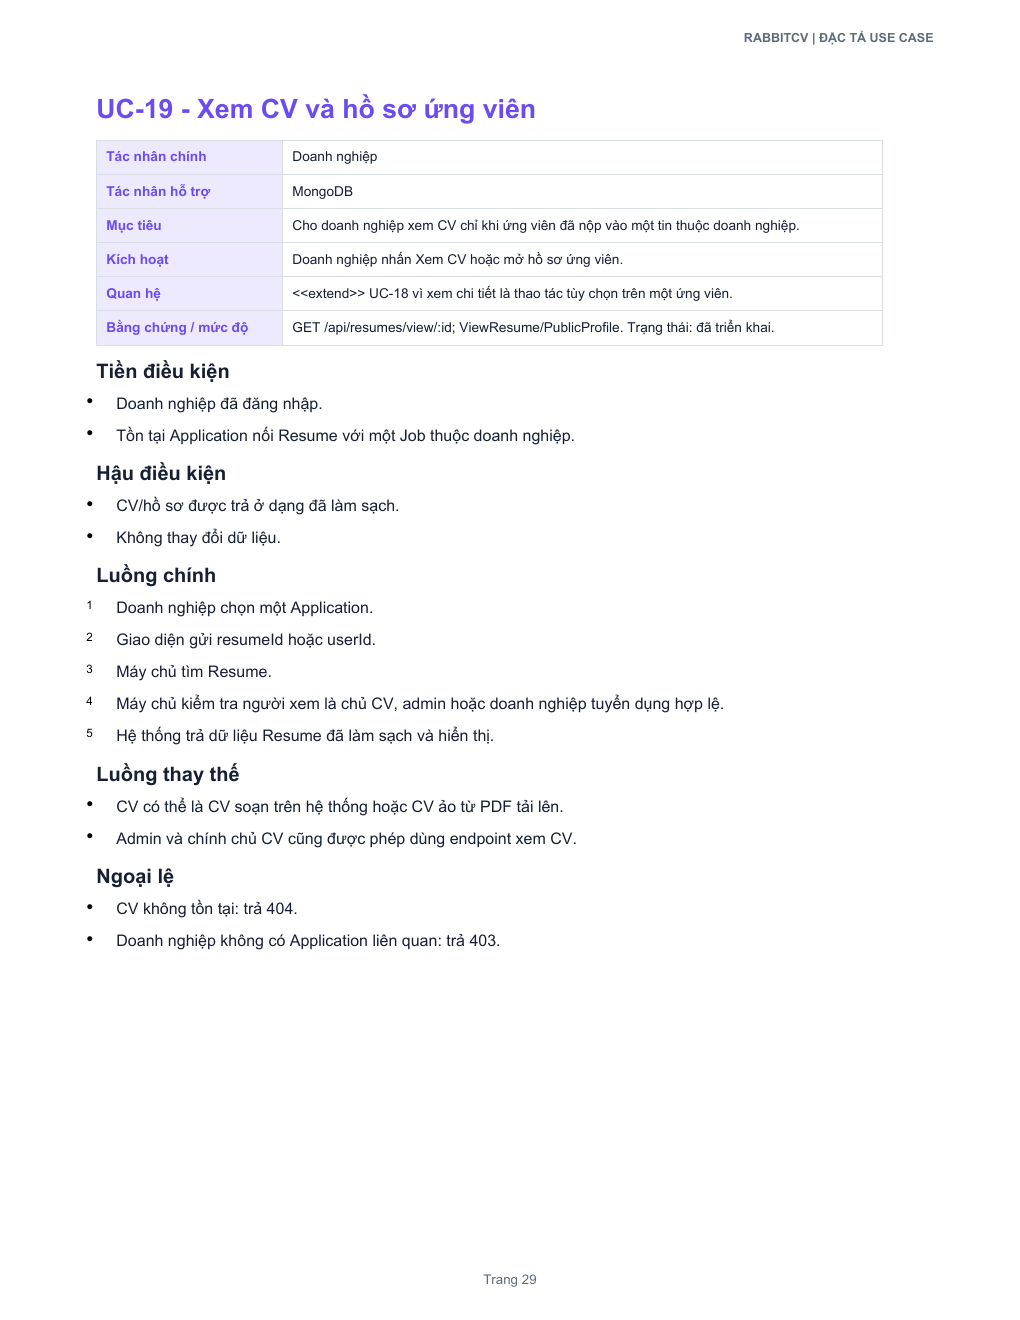 RABBITCV | ĐẶC TẢ USE CASE
UC-19 - Xem CV và hồ sơ ứng viên
Tác nhân chính Doanh nghiệp
Tác nhân hỗ trợ MongoDB
Mục tiêu Cho doanh nghiệp xem CV chỉ khi ứng viên đã nộp vào một tin thuộc doanh nghiệp.
Kích hoạt Doanh nghiệp nhấn Xem CV hoặc mở hồ sơ ứng viên.
Quan hệ <<extend>> UC-18 vì xem chi tiết là thao tác tùy chọn trên một ứng viên.
Bằng chứng / mức độ GET /api/resumes/view/:id; ViewResume/PublicProfile. Trạng thái: đã triển khai.
Tiền điều kiện
• Doanh nghiệp đã đăng nhập.
• Tồn tại Application nối Resume với một Job thuộc doanh nghiệp.
Hậu điều kiện
• CV/hồ sơ được trả ở dạng đã làm sạch.
• Không thay đổi dữ liệu.
Luồng chính
1 Doanh nghiệp chọn một Application.
2 Giao diện gửi resumeId hoặc userId.
3 Máy chủ tìm Resume.
4 Máy chủ kiểm tra người xem là chủ CV, admin hoặc doanh nghiệp tuyển dụng hợp lệ.
5 Hệ thống trả dữ liệu Resume đã làm sạch và hiển thị.
Luồng thay thế
• CV có thể là CV soạn trên hệ thống hoặc CV ảo từ PDF tải lên.
• Admin và chính chủ CV cũng được phép dùng endpoint xem CV.
Ngoại lệ
• CV không tồn tại: trả 404.
• Doanh nghiệp không có Application liên quan: trả 403.
Trang 29